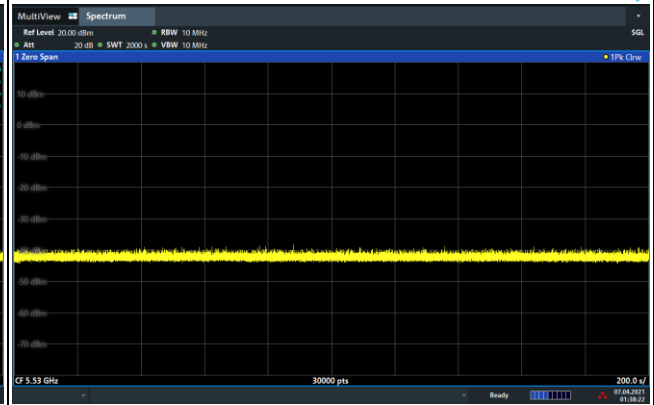 MultiView Spectrum
Ref Level 20.00 dBm RBW 10 MHz SGL
Att 20 dB SWT 2000 s VBW 10 MHz
1 Zero Span 1Pk Clrw
10 dBm
0 dBm
-10 dBm
-20 dBm
-30 dBm
-50 dBm
-60 dBm
-70 dBm
CF 5.53 GHz 30000 pts 200.0 s/
Ready 07.04.2021
01:38:22